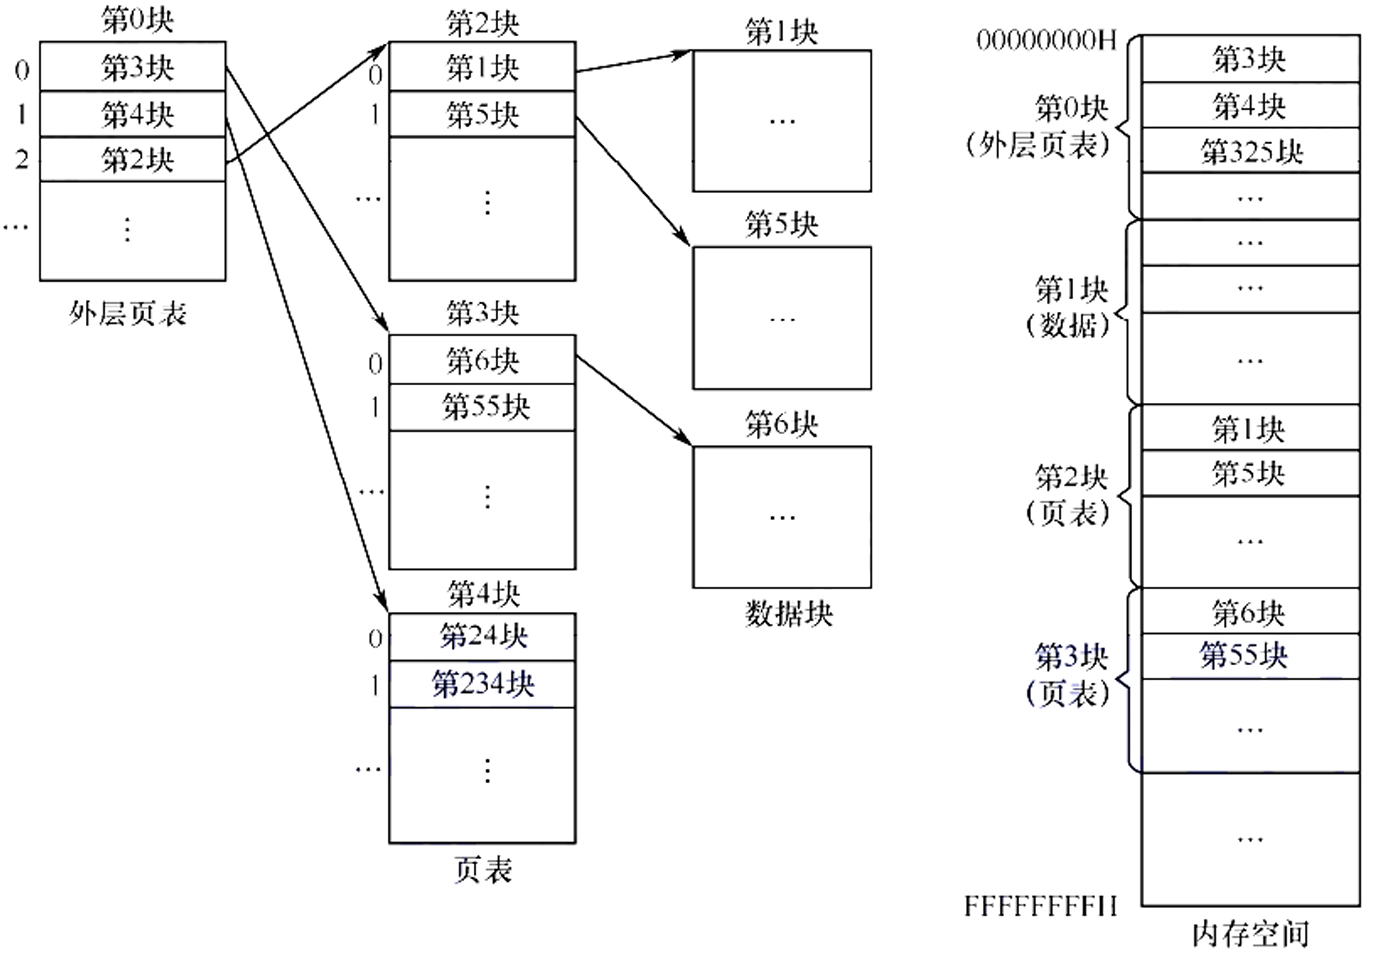 第0块
0
第3块
1
第4块
2
第2块
…
⋮
外层页表
第2块
0
第1块
1
第5块
…
⋮
第3块
0
第6块
1
第55块
…
⋮
第4块
0
第24块
1
第234块
…
⋮
页表
第1块
…
第5块
…
第6块
…
数据块
00000000H
第0块
(外层页表)
第3块
第4块
第325块
…
第1块
(数据)
…
…
…
第2块
(页表)
第1块
第5块
…
第3块
(页表)
第6块
第55块
…
…
FFFFFFFFH
内存空间